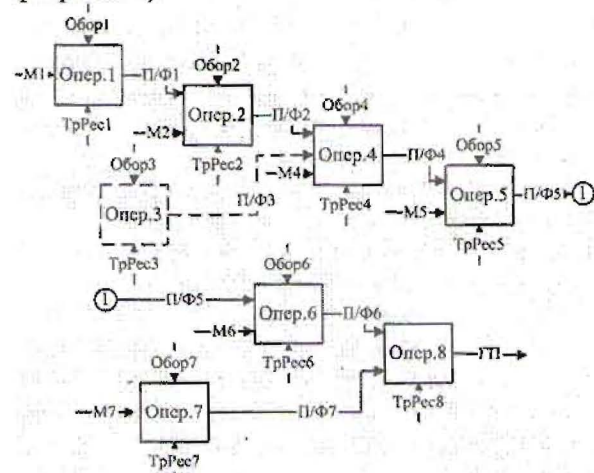 Обор1
М1
Опер.1
П/Ф1
ТрРес1
Обор2
М2
Опер.2
П/Ф2
ТрРес2
Обор3
Опер.3
П/Ф3
ТрРес3
Обор4
М4
Опер.4
П/Ф4
ТрРес4
Обор5
М5
Опер.5
П/Ф5
1
ТрРес5
1
П/Ф5
Обор6
М6
Опер.6
П/Ф6
ТрРес6
Обор7
М7
Опер.7
П/Ф7
ТрРес7
Опер.8
ГП
ТрРес8